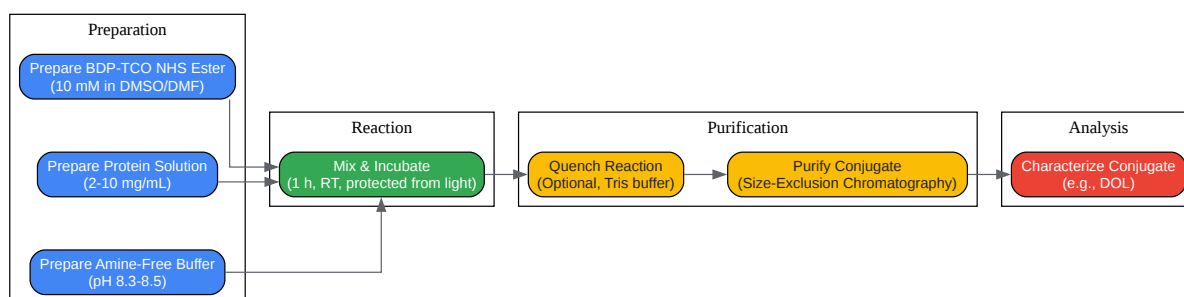 Preparation
Prepare BDP-TCO NHS Ester
(10 mM in DMSO/DMF)
Prepare Protein Solution
(2-10 mg/mL)
Prepare Amine-Free Buffer
(pH 8.3-8.5)
Reaction
Mix & Incubate
(1 h, RT, protected from light)
Purification
Quench Reaction
(Optional, Tris buffer)
Purify Conjugate
(Size-Exclusion Chromatography)
Analysis
Characterize Conjugate
(e.g., DOL)